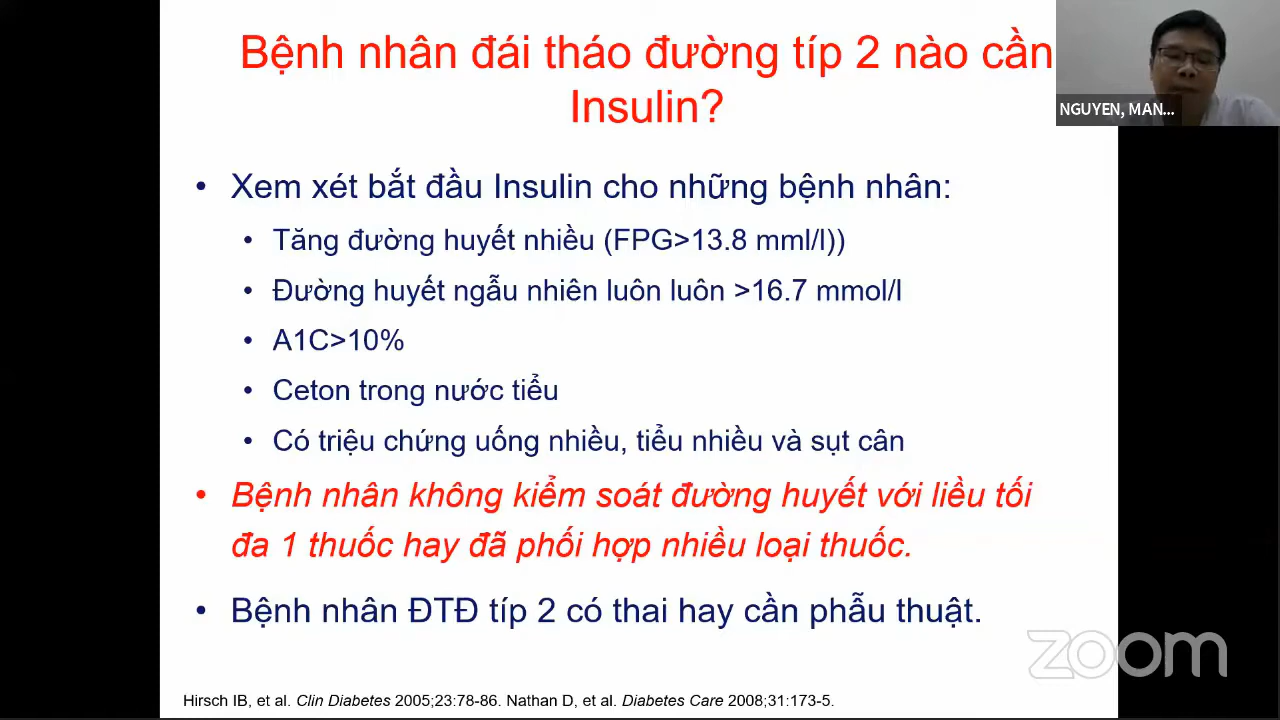 Bệnh nhân đái tháo đường típ 2 nào cần
Insulin?
NGUYEN, MAN...
• Xem xét bắt đầu Insulin cho những bệnh nhân:
• Tăng đường huyết nhiều (FPG>13.8 mml/l))
• Đường huyết ngẫu nhiên luôn luôn >16.7 mmol/l
• A1C>10%
• Ceton trong nước tiểu
• Có triệu chứng uống nhiều, tiểu nhiều và sụt cân
• Bệnh nhân không kiểm soát đường huyết với liều tối
đa 1 thuốc hay đã phối hợp nhiều loại thuốc.
• Bệnh nhân ĐTĐ típ 2 có thai hay cần phẫu thuật.
zoom
Hirsch IB, et al. Clin Diabetes 2005;23:78-86. Nathan D, et al. Diabetes Care 2008;31:173-5.